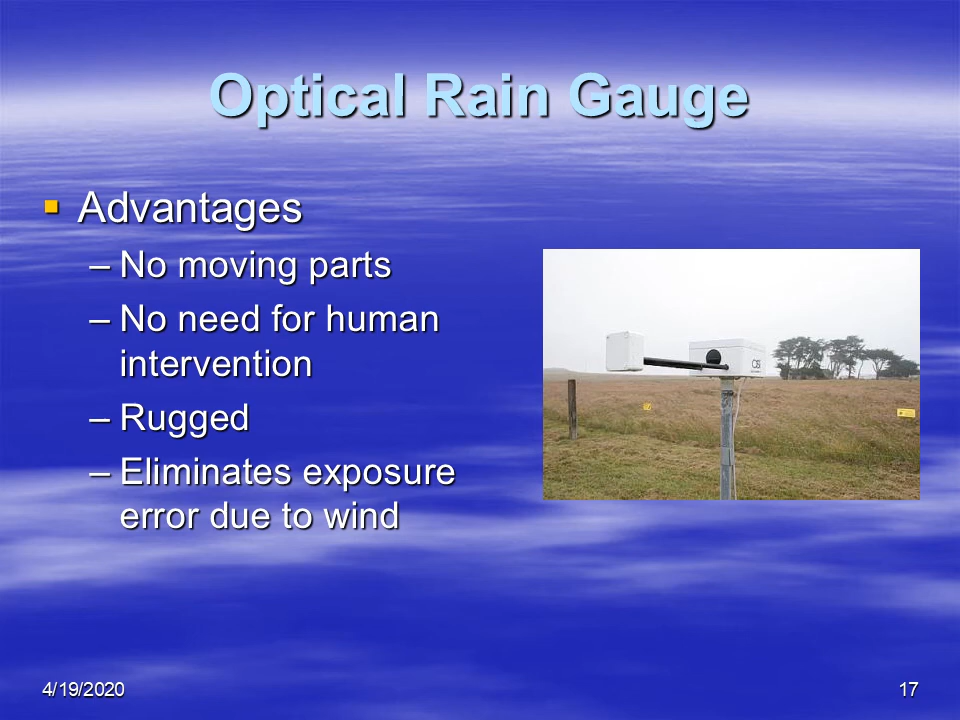 Optical Rain Gauge
▪ Advantages
– No moving parts
– No need for human
intervention
– Rugged
– Eliminates exposure
error due to wind
4/19/2020
17